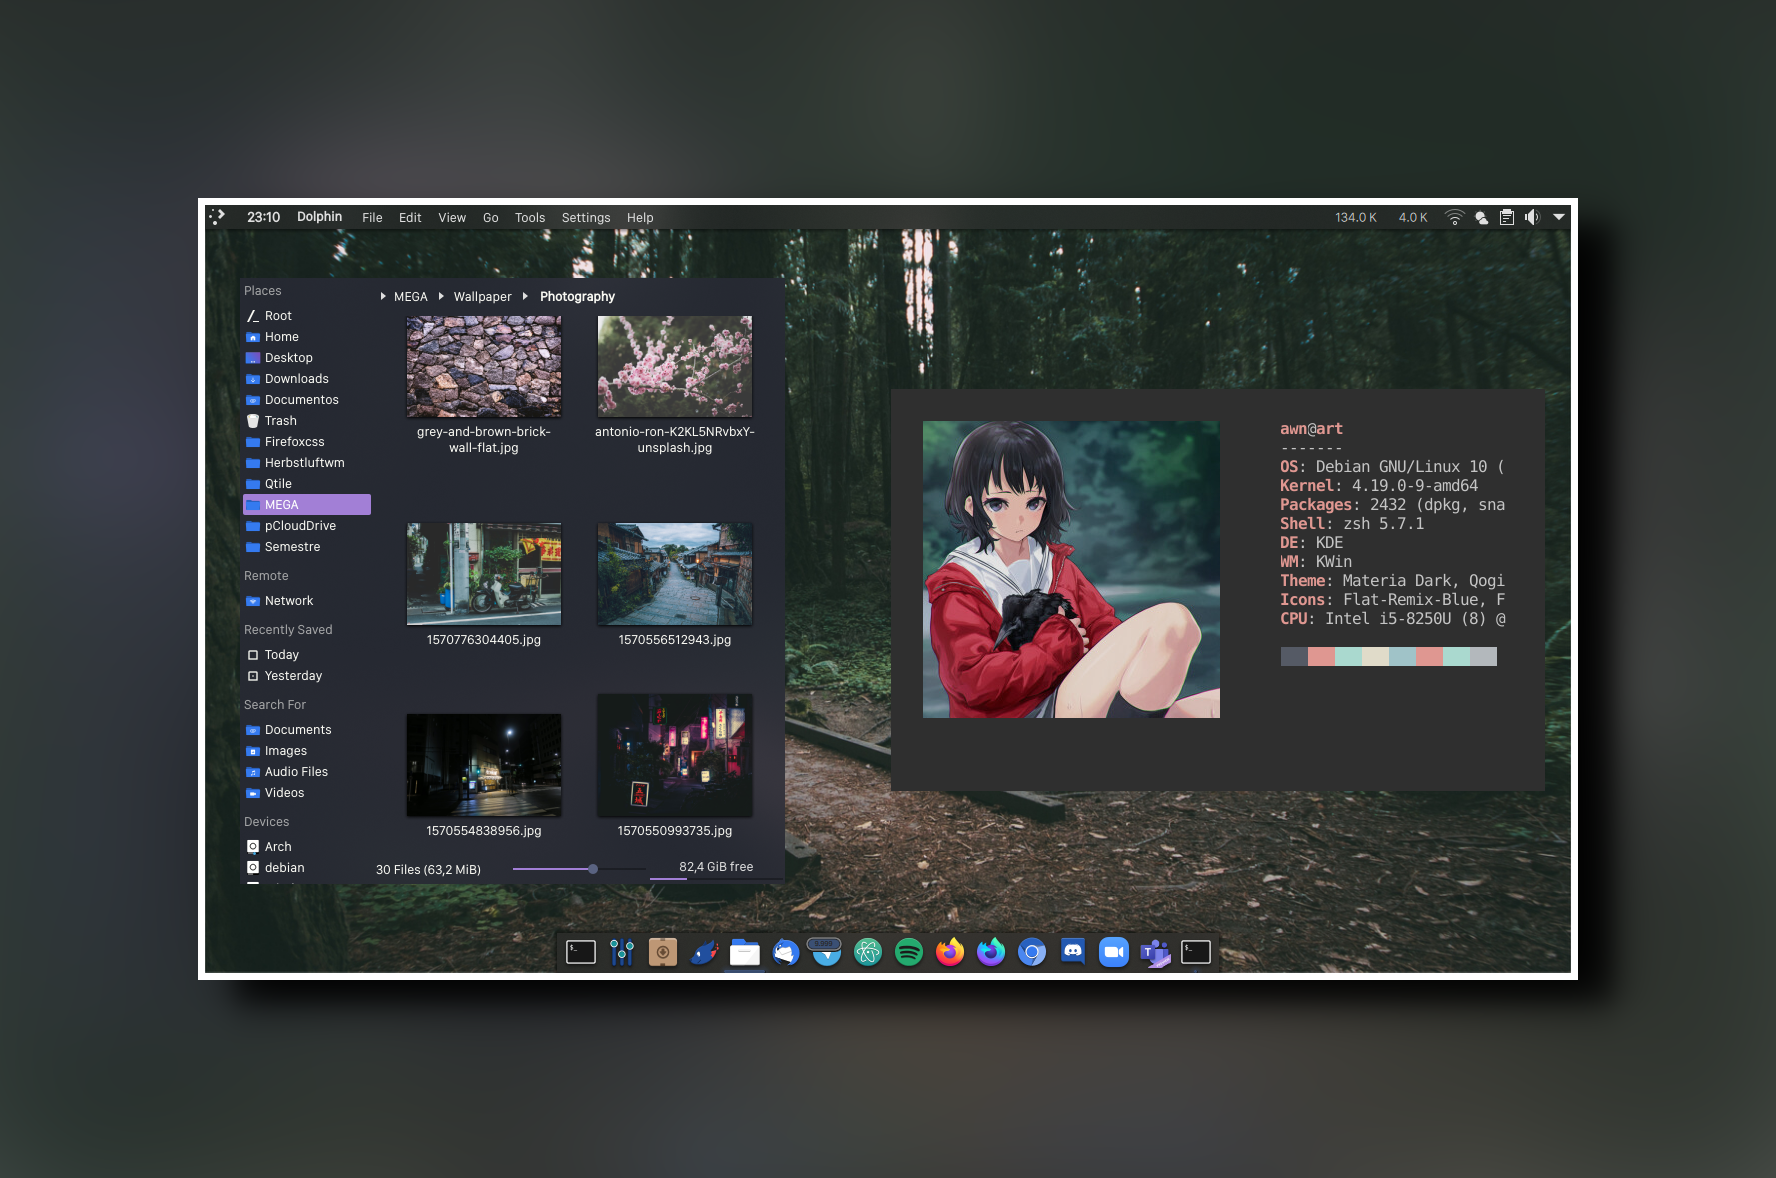 23:10 Dolphin File Edit View Go Tools Settings Help 134.0 K 4.0 K
Places
Root
Home
Desktop
Downloads
Documentos
Trash
Firefoxcss
Herbstluftwm
Qtile
MEGA
pCloudDrive
Semestre
Remote
Network
Recently Saved
Today
Yesterday
Search For
Documents
Images
Audio Files
Videos
Devices
Arch
debian
MEGA Wallpaper Photography
grey-and-brown-brick-
wall-flat.jpg
antonio-ron-K2KL5NRvbxY-
unsplash.jpg
1570776304405.jpg
1570556512943.jpg
1570554838956.jpg
1570550993735.jpg
30 Files (63,2 MiB)
82,4 GiB free
awn@art
-------
OS: Debian GNU/Linux 10 (
Kernel: 4.19.0-9-amd64
Packages: 2432 (dpkg, sna
Shell: zsh 5.7.1
DE: KDE
WM: KWin
Theme: Materia Dark, Qogi
Icons: Flat-Remix-Blue, F
CPU: Intel i5-8250U (8) @